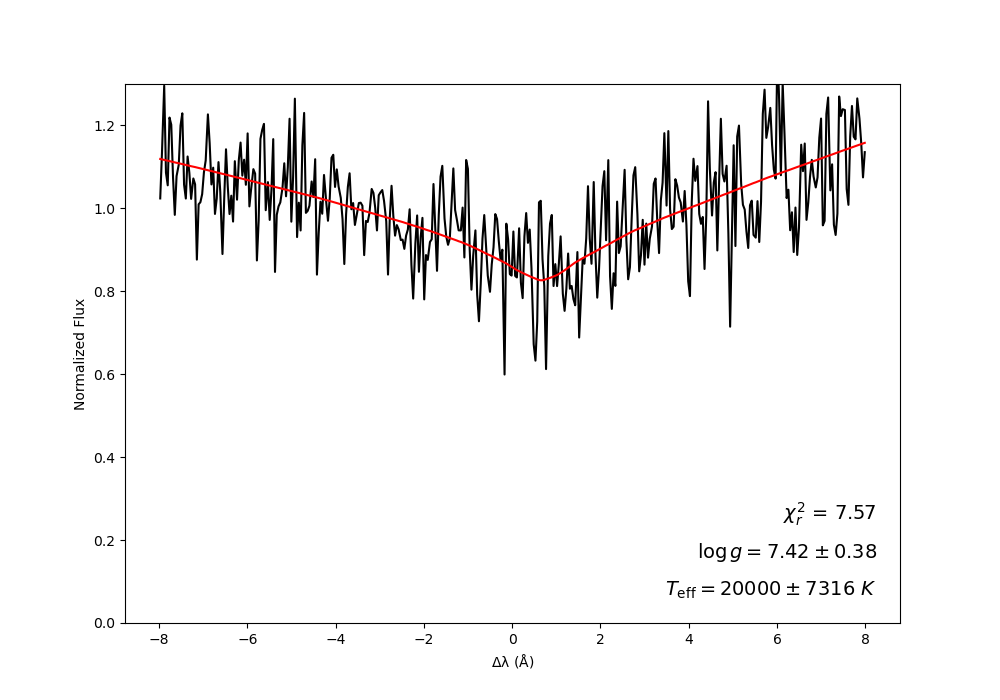 1.2
1.0
0.8
0.6
0.4
0.2
0.0
Normalized Flux
χ²ᵣ = 7.57
log g = 7.42 ± 0.38
T_eff = 20000 ± 7316 K
−8 −6 −4 −2 0 2 4 6 8
Δλ (Å)